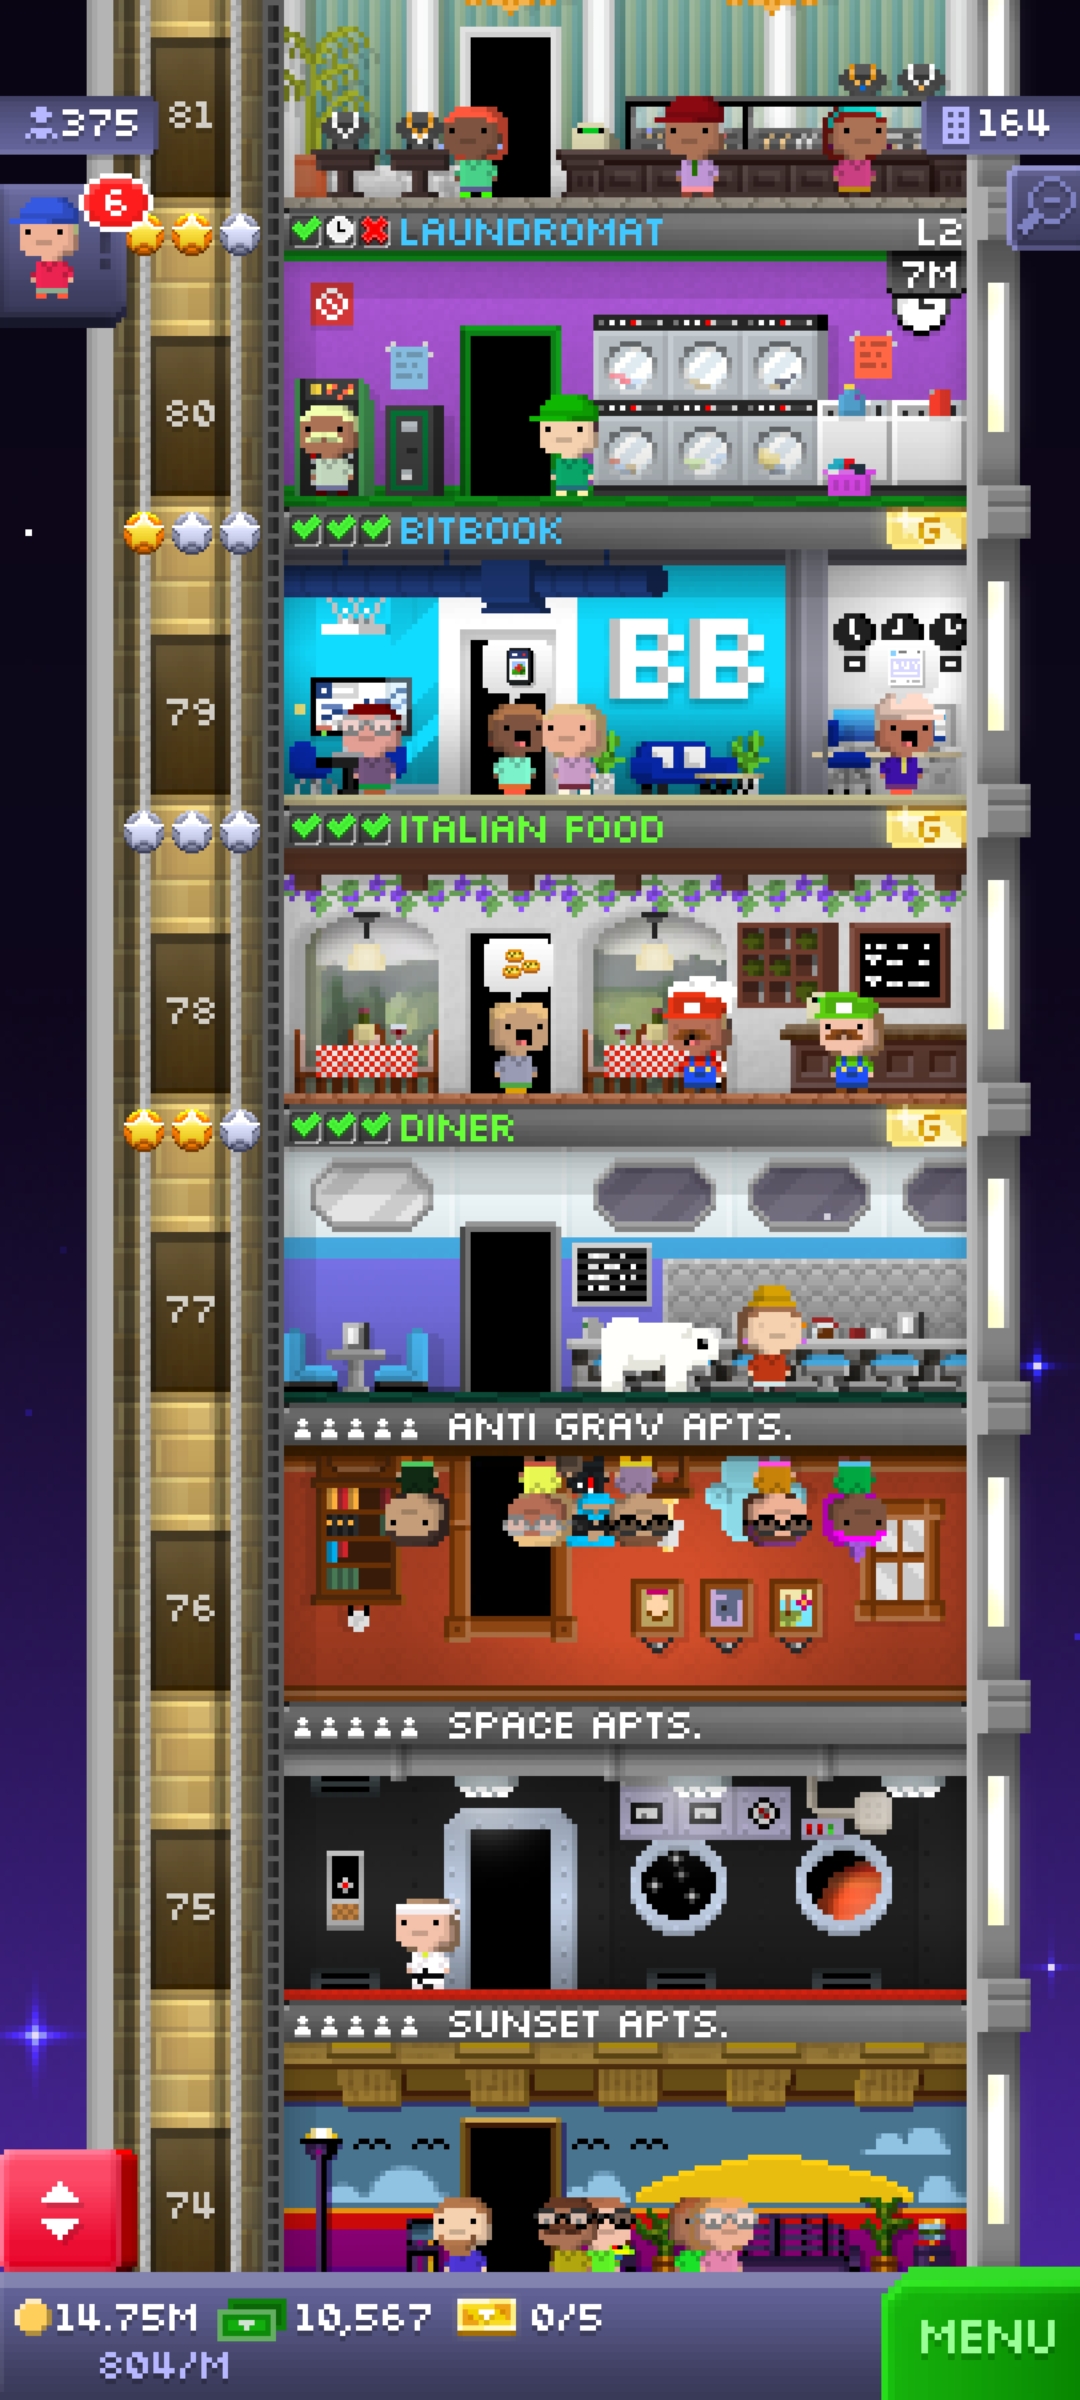 81
375
164
6
LAUNDROMAT
L2
7M
80
BITBOOK
G
BB
79
ITALIAN FOOD
G
78
DINER
G
77
ANTI GRAV APTS.
76
SPACE APTS.
75
SUNSET APTS.
74
14.75M
10,567
0/5
804/M
MENU